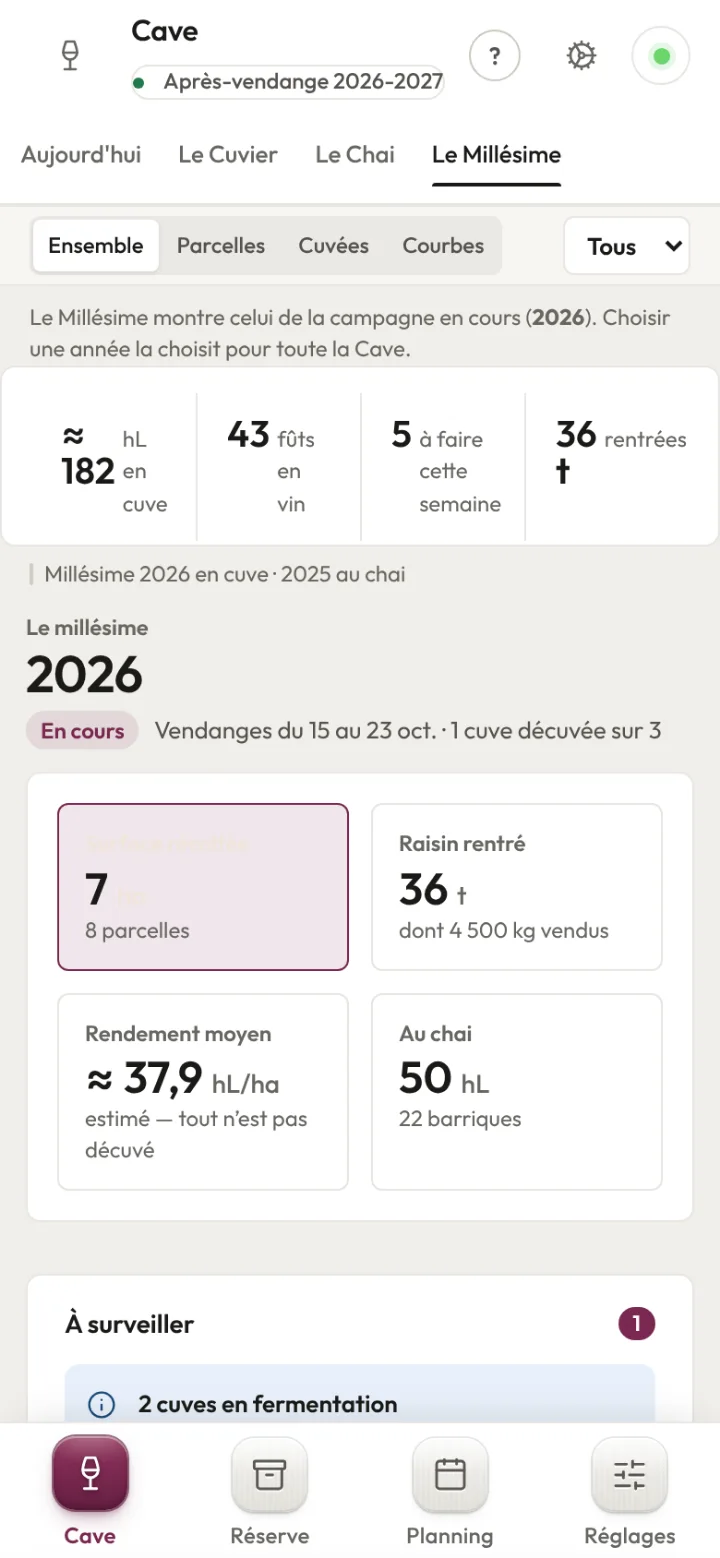 Cave
Après-vendange 2026-2027
?
Aujourd'hui
Le Cuvier
Le Chai
Le Millésime
Ensemble
Parcelles
Cuvées
Courbes
Tous
Le Millésime montre celui de la campagne en cours (2026). Choisir
une année la choisit pour toute la Cave.
≈ 182 hL en cuve
43 fûts en vin
5 à faire cette semaine
36 t rentrées
Millésime 2026 en cuve · 2025 au chai
Le millésime
2026
En cours
Vendanges du 15 au 23 oct. · 1 cuve décuvée sur 3
7
8 parcelles
Raisin rentré
36 t
dont 4 500 kg vendus
Rendement moyen
≈ 37,9 hL/ha
estimé — tout n’est pas
décuvé
Au chai
50 hL
22 barriques
À surveiller
1
2 cuves en fermentation
Cave
Réserve
Planning
Réglages